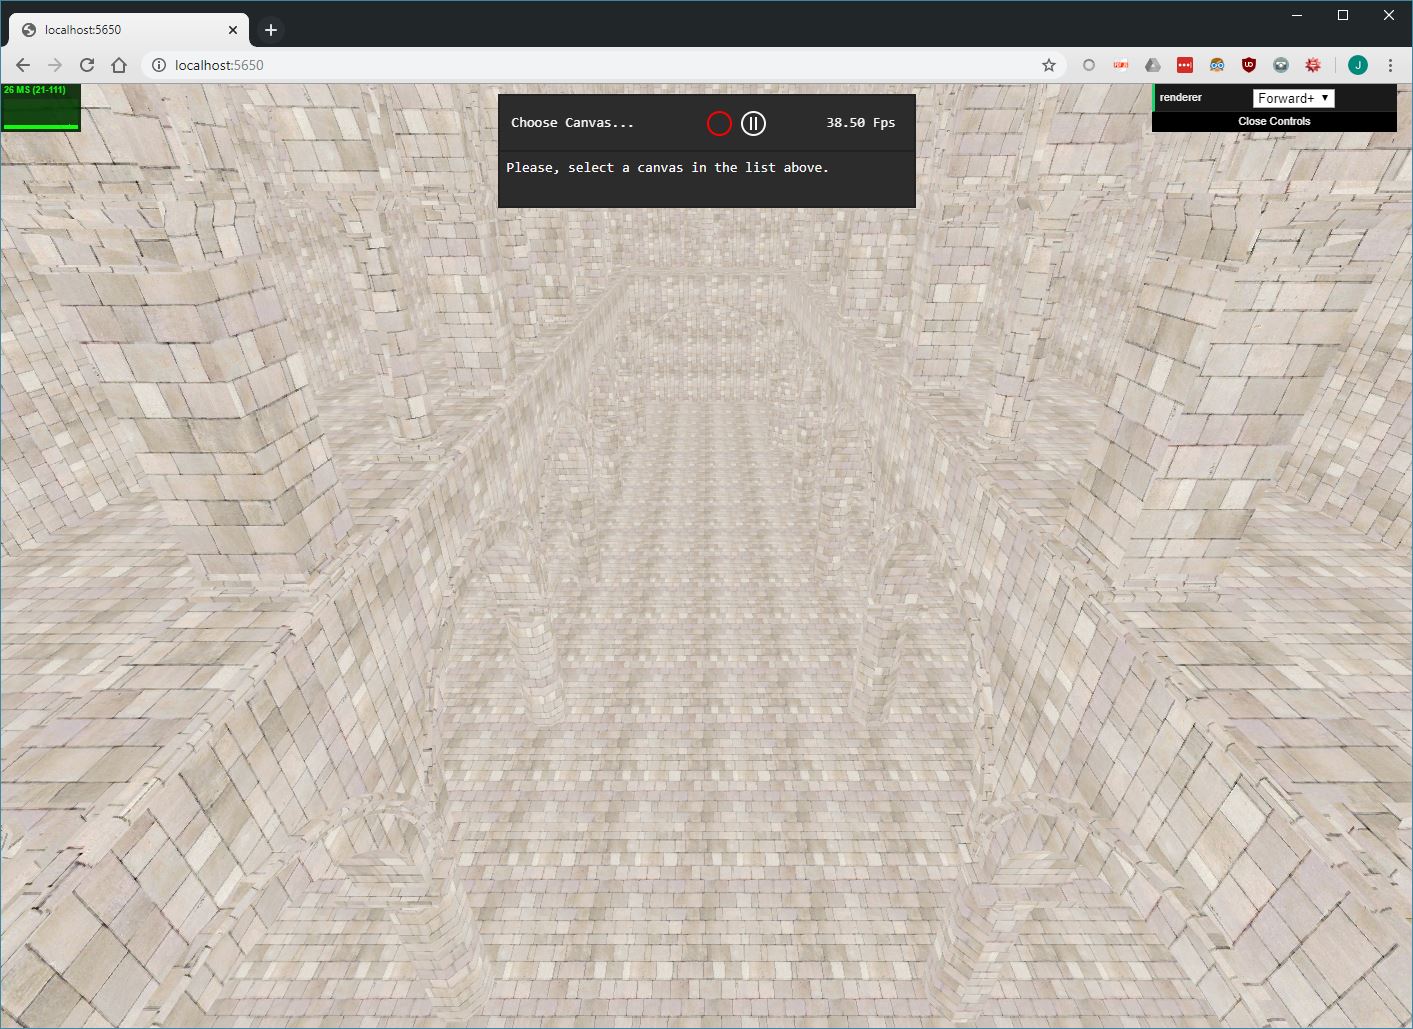 localhost:5650
localhost:5650
26 MS (21-111)
Choose Canvas...
38.50 Fps
Please, select a canvas in the list above.
renderer
Forward+
Close Controls
J